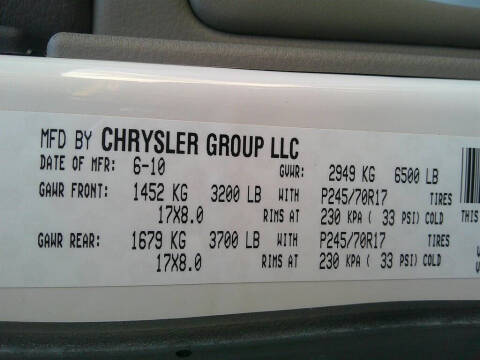 MFD BY CHRYSLER GROUP LLC
DATE OF MFR: 6-10 GVWR: 2949 KG 6500 LB
GAWR FRONT: 1452 KG 3200 LB WITH P245/70R17 TIRES
17X8.0 RIMS AT 230 KPA ( 33 PSI) COLD THIS
GAWR REAR: 1679 KG 3700 LB WITH P245/70R17 TIRES
17X8.0 RIMS AT 230 KPA ( 33 PSI) COLD